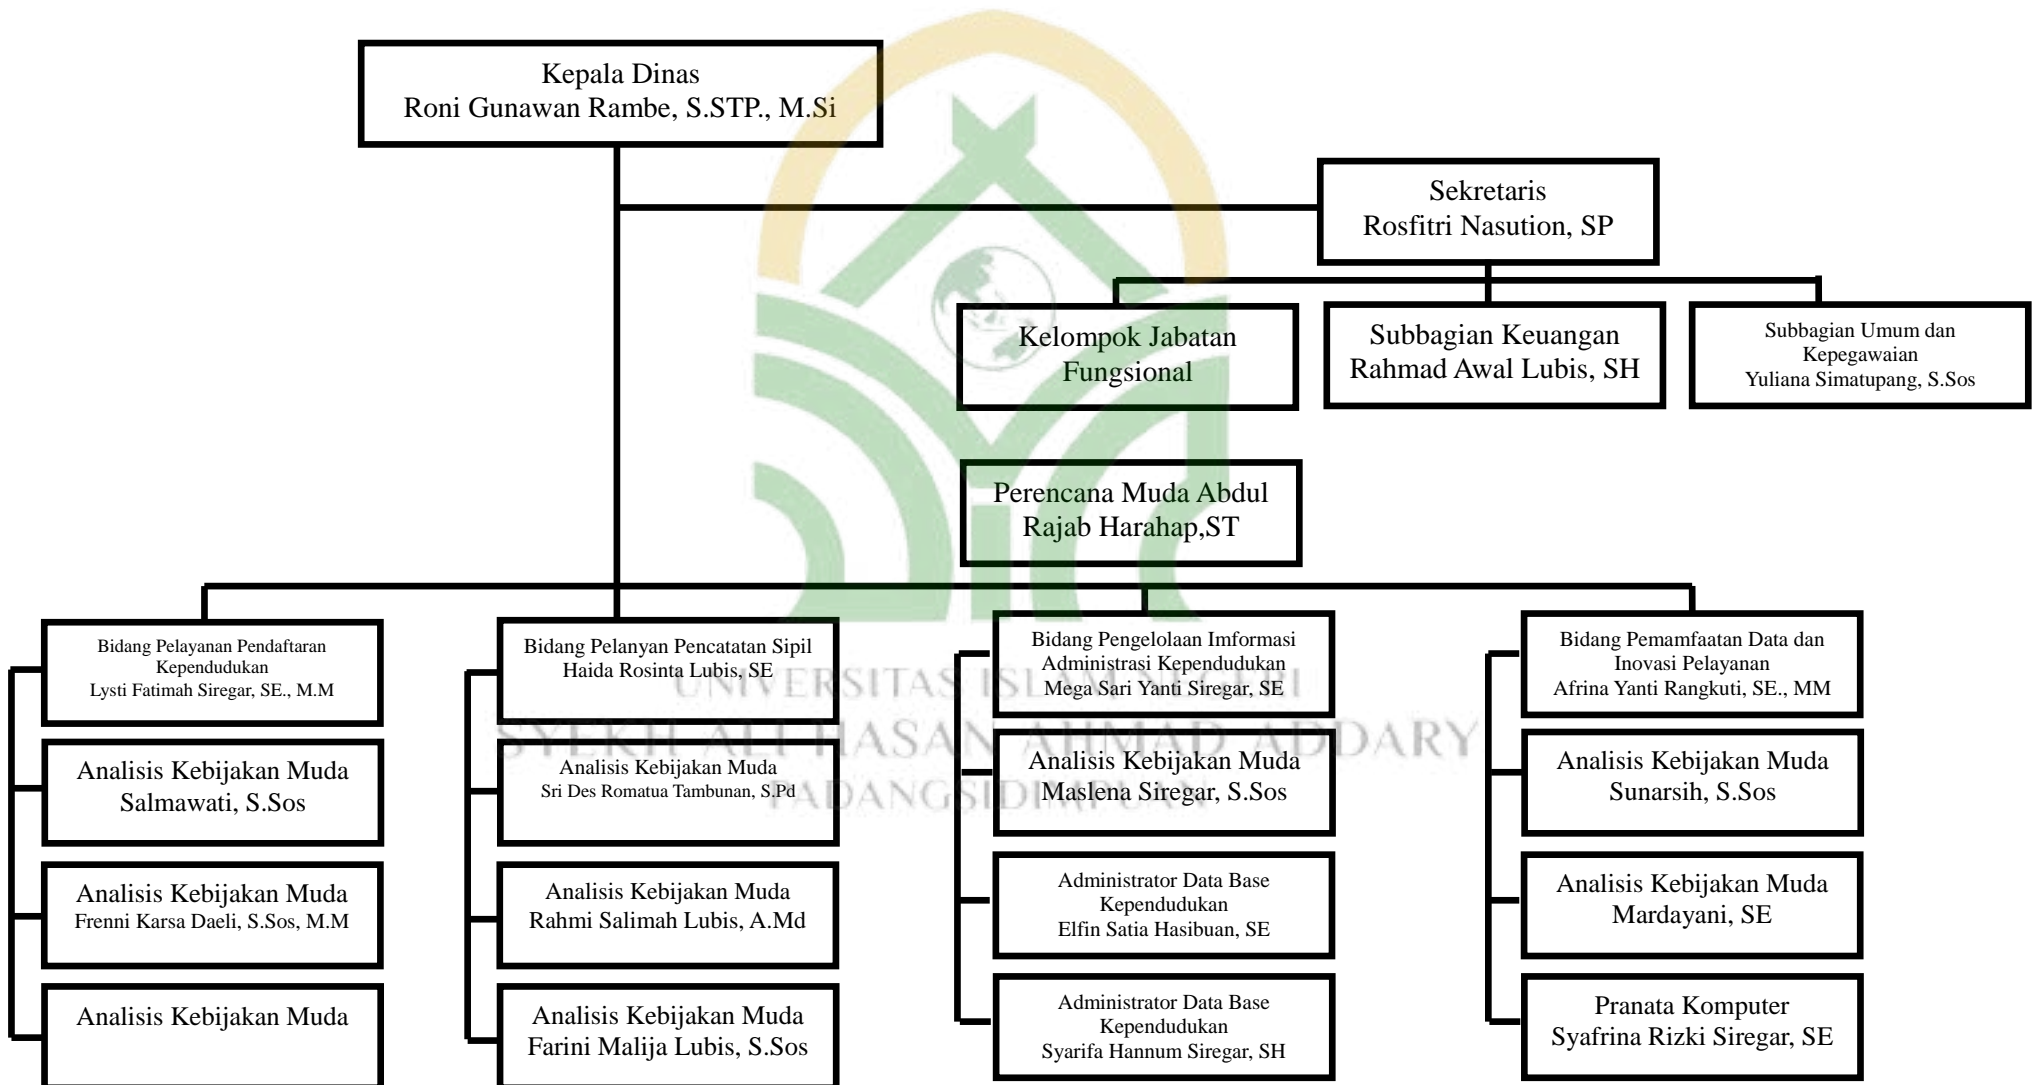 Kepala Dinas
Roni Gunawan Rambe, S.STP., M.Si
Sekretaris
Rosfitri Nasution, SP
Kelompok Jabatan
Fungsional
Subbagian Keuangan
Rahmad Awal Lubis, SH
Subbagian Umum dan
Kepegawaian
Yuliana Simatupang, S.Sos
Perencana Muda Abdul
Rajab Harahap,ST
Bidang Pelayanan Pendaftaran
Kependudukan
Lysti Fatimah Siregar, SE., M.M
Analisis Kebijakan Muda
Salmawati, S.Sos
Analisis Kebijakan Muda
Frenni Karsa Daeli, S.Sos, M.M
Analisis Kebijakan Muda
Bidang Pelanyan Pencatatan Sipil
Haida Rosinta Lubis, SE
Analisis Kebijakan Muda
Sri Des Romatua Tambunan, S.Pd
Analisis Kebijakan Muda
Rahmi Salimah Lubis, A.Md
Analisis Kebijakan Muda
Farini Malija Lubis, S.Sos
Bidang Pengelolaan Imformasi
Administrasi Kependudukan
Mega Sari Yanti Siregar, SE
Analisis Kebijakan Muda
Maslena Siregar, S.Sos
Administrator Data Base
Kependudukan
Elfin Satia Hasibuan, SE
Administrator Data Base
Kependudukan
Syarifa Hannum Siregar, SH
Bidang Pemamfaatan Data dan
Inovasi Pelayanan
Afrina Yanti Rangkuti, SE., MM
Analisis Kebijakan Muda
Sunarsih, S.Sos
Analisis Kebijakan Muda
Mardayani, SE
Pranata Komputer
Syafrina Rizki Siregar, SE
UNIVERSITAS ISLAM NEGERI
SYEKH ALI HASAN AHMAD ADDARY
PADANGSIDIMPUAN